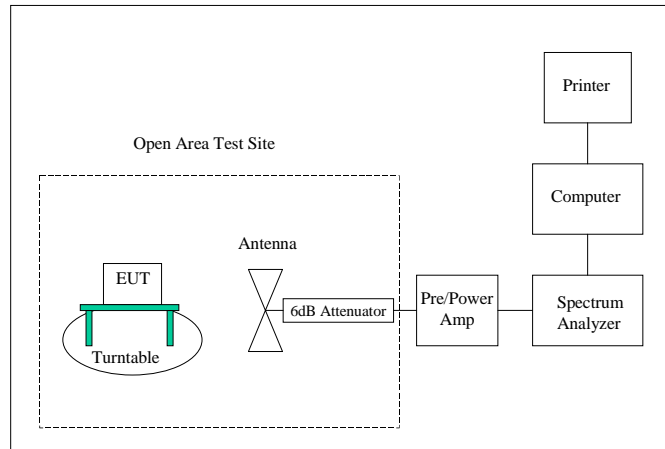 Printer
Open Area Test Site
Computer
Antenna
EUT
6dB Attenuator
Pre/Power
Amp
Spectrum
Analyzer
Turntable